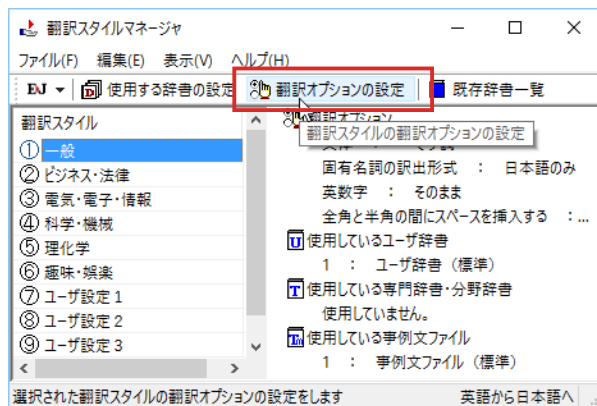 翻訳スタイルマネージャ
ファイル(F) 編集(E) 表示(V) ヘルプ(H)
EJ 使用する辞書の設定 翻訳オプションの設定 既存辞書一覧
翻訳スタイル
① 一般
② ビジネス・法律
③ 電気・電子・情報
④ 科学・機械
⑤ 理化学
⑥ 趣味・娯楽
⑦ ユーザ設定 1
⑧ ユーザ設定 2
⑨ ユーザ設定 3
翻訳オプション
翻訳スタイルの翻訳オプションの設定
固有名詞の訳出形式 : 日本語のみ
英数字 : そのまま
全角と半角の間にスペースを挿入する :...
U 使用しているユーザ辞書
1 : ユーザ辞書（標準）
T 使用している専門辞書・分野辞書
使用していません。
Tm 使用している事例文ファイル
1 : 事例文ファイル（標準）
選択された翻訳スタイルの翻訳オプションの設定をします 英語から日本語へ